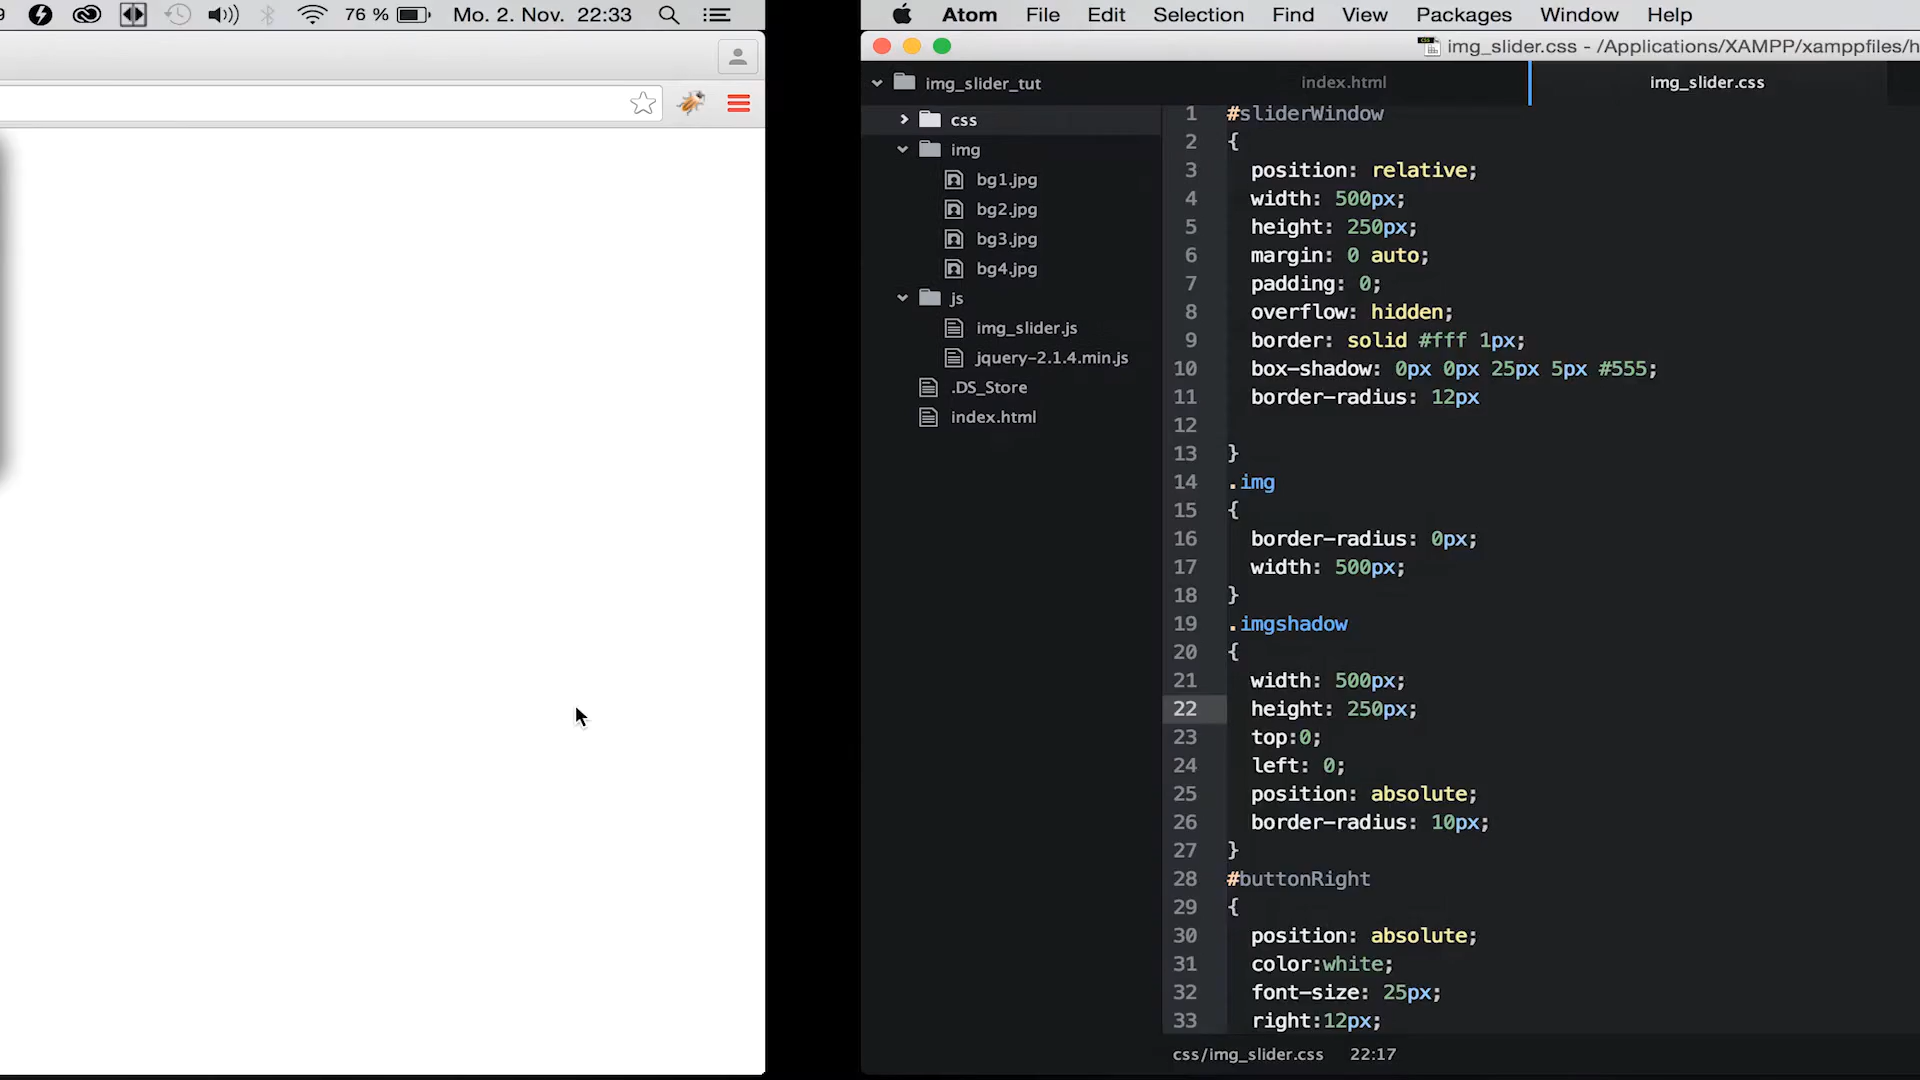 76 % Mo. 2. Nov. 22:33
Atom File Edit Selection Find View Packages Window Help
img_slider.css - /Applications/XAMPP/xamppfiles/h
img_slider_tut
css
img
bg1.jpg
bg2.jpg
bg3.jpg
bg4.jpg
js
img_slider.js
jquery-2.1.4.min.js
.DS_Store
index.html
index.html img_slider.css
1 #sliderWindow
2 {
3 position: relative;
4 width: 500px;
5 height: 250px;
6 margin: 0 auto;
7 padding: 0;
8 overflow: hidden;
9 border: solid #fff 1px;
10 box-shadow: 0px 0px 25px 5px #555;
11 border-radius: 12px
12
13 }
14 .img
15 {
16 border-radius: 0px;
17 width: 500px;
18 }
19 .imgshadow
20 {
21 width: 500px;
22 height: 250px;
23 top:0;
24 left: 0;
25 position: absolute;
26 border-radius: 10px;
27 }
28 #buttonRight
29 {
30 position: absolute;
31 color:white;
32 font-size: 25px;
33 right:12px;
css/img_slider.css 22:17